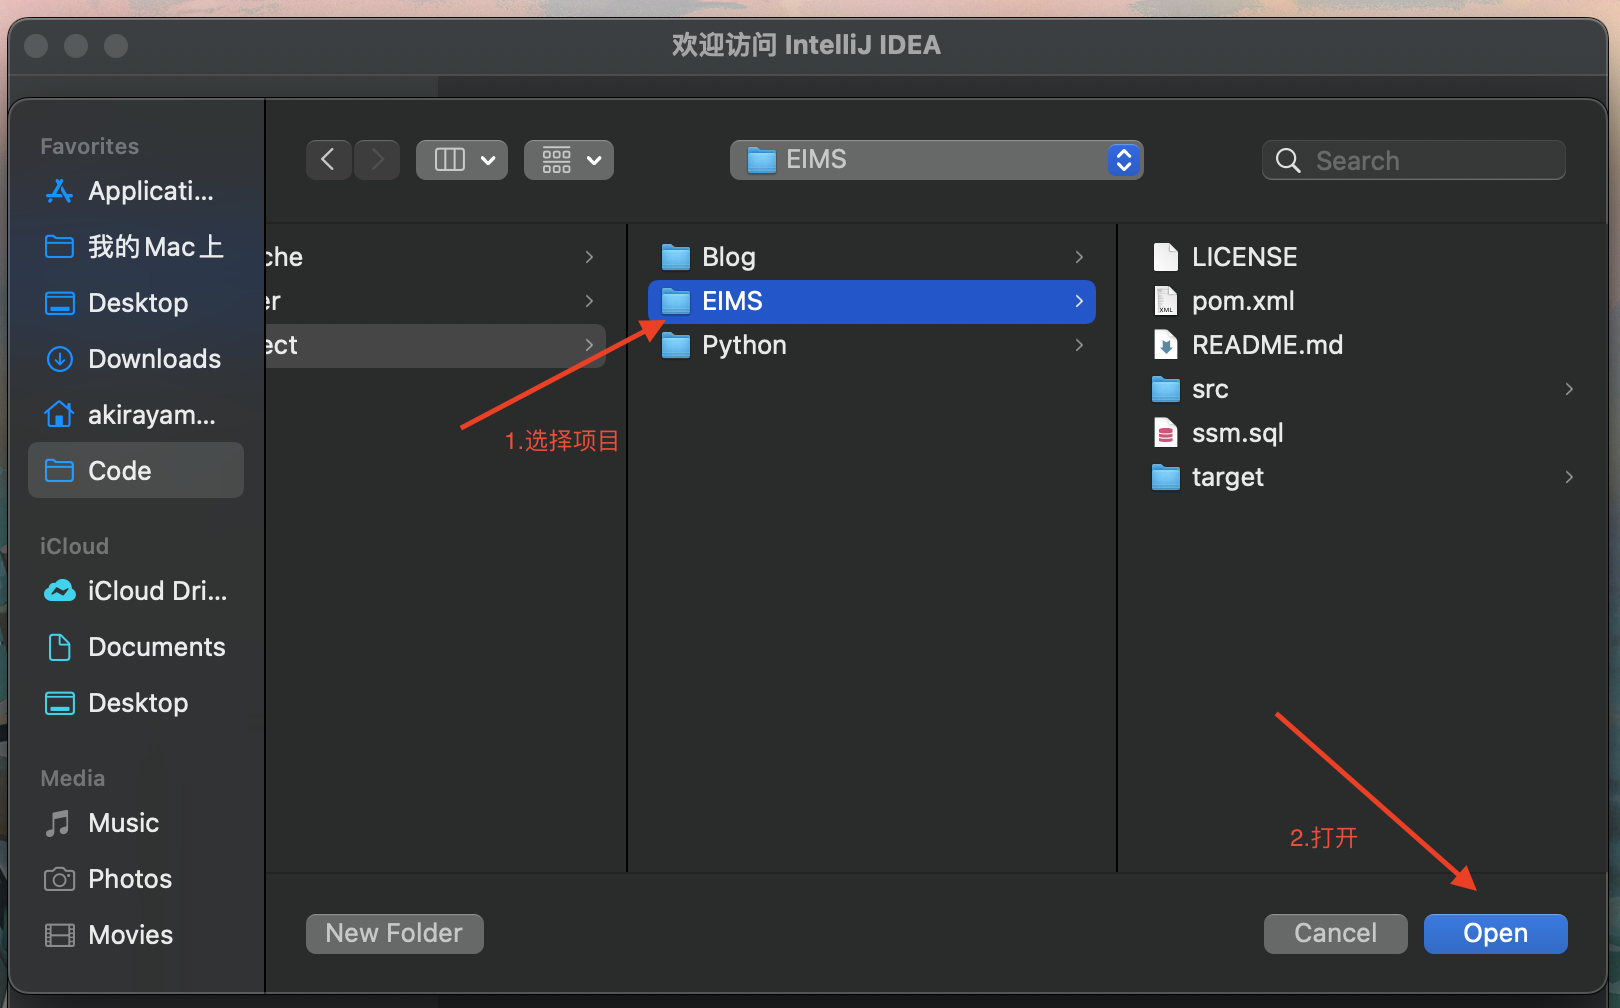 欢迎访问 IntelliJ IDEA
Favorites
Applicati...
我的Mac上
Desktop
Downloads
akirayam...
Code
iCloud
iCloud Dri...
Documents
Desktop
Media
Music
Photos
Movies
EIMS
Search
che
er
ect
1.选择项目
Blog
EIMS
Python
LICENSE
pom.xml
README.md
src
ssm.sql
target
2.打开
New Folder
Cancel
Open